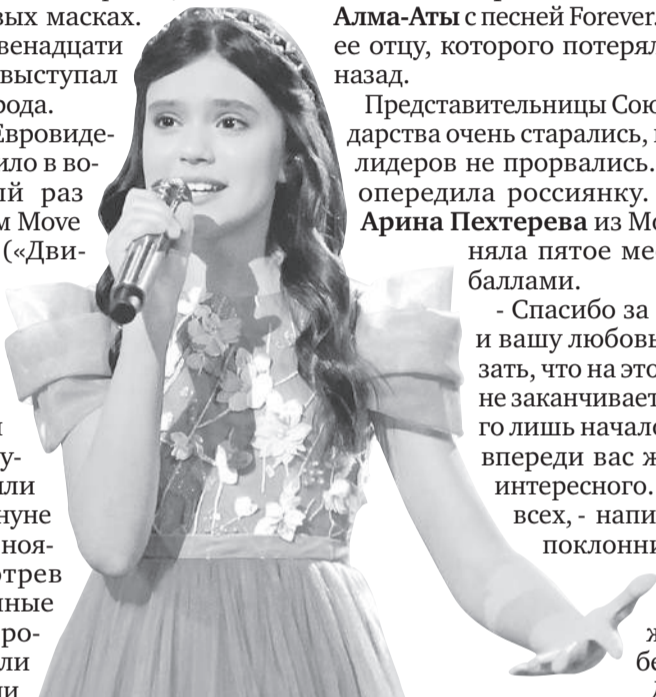 вых масках.
венадцати
выступал
рода.
Евровиде-
ило в во-
ый раз
м Move
(«Дви-
у-
или
нуне
ноя-
отрев
нные
ро-
ли
Алма-Аты с песней Forever.
ее отцу, которого потерял
назад.
Представительницы Сою
дарства очень старались,
лидеров не прорвались.
опередила россиянку.
Арина Пехтерева из Мо
няла пятое ме
баллами.
- Спасибо за
и вашу любовь
зать, что на это
не заканчивает
го лишь начало
впереди вас ж
интересного.
всех, - напи
поклонни
ж
бе